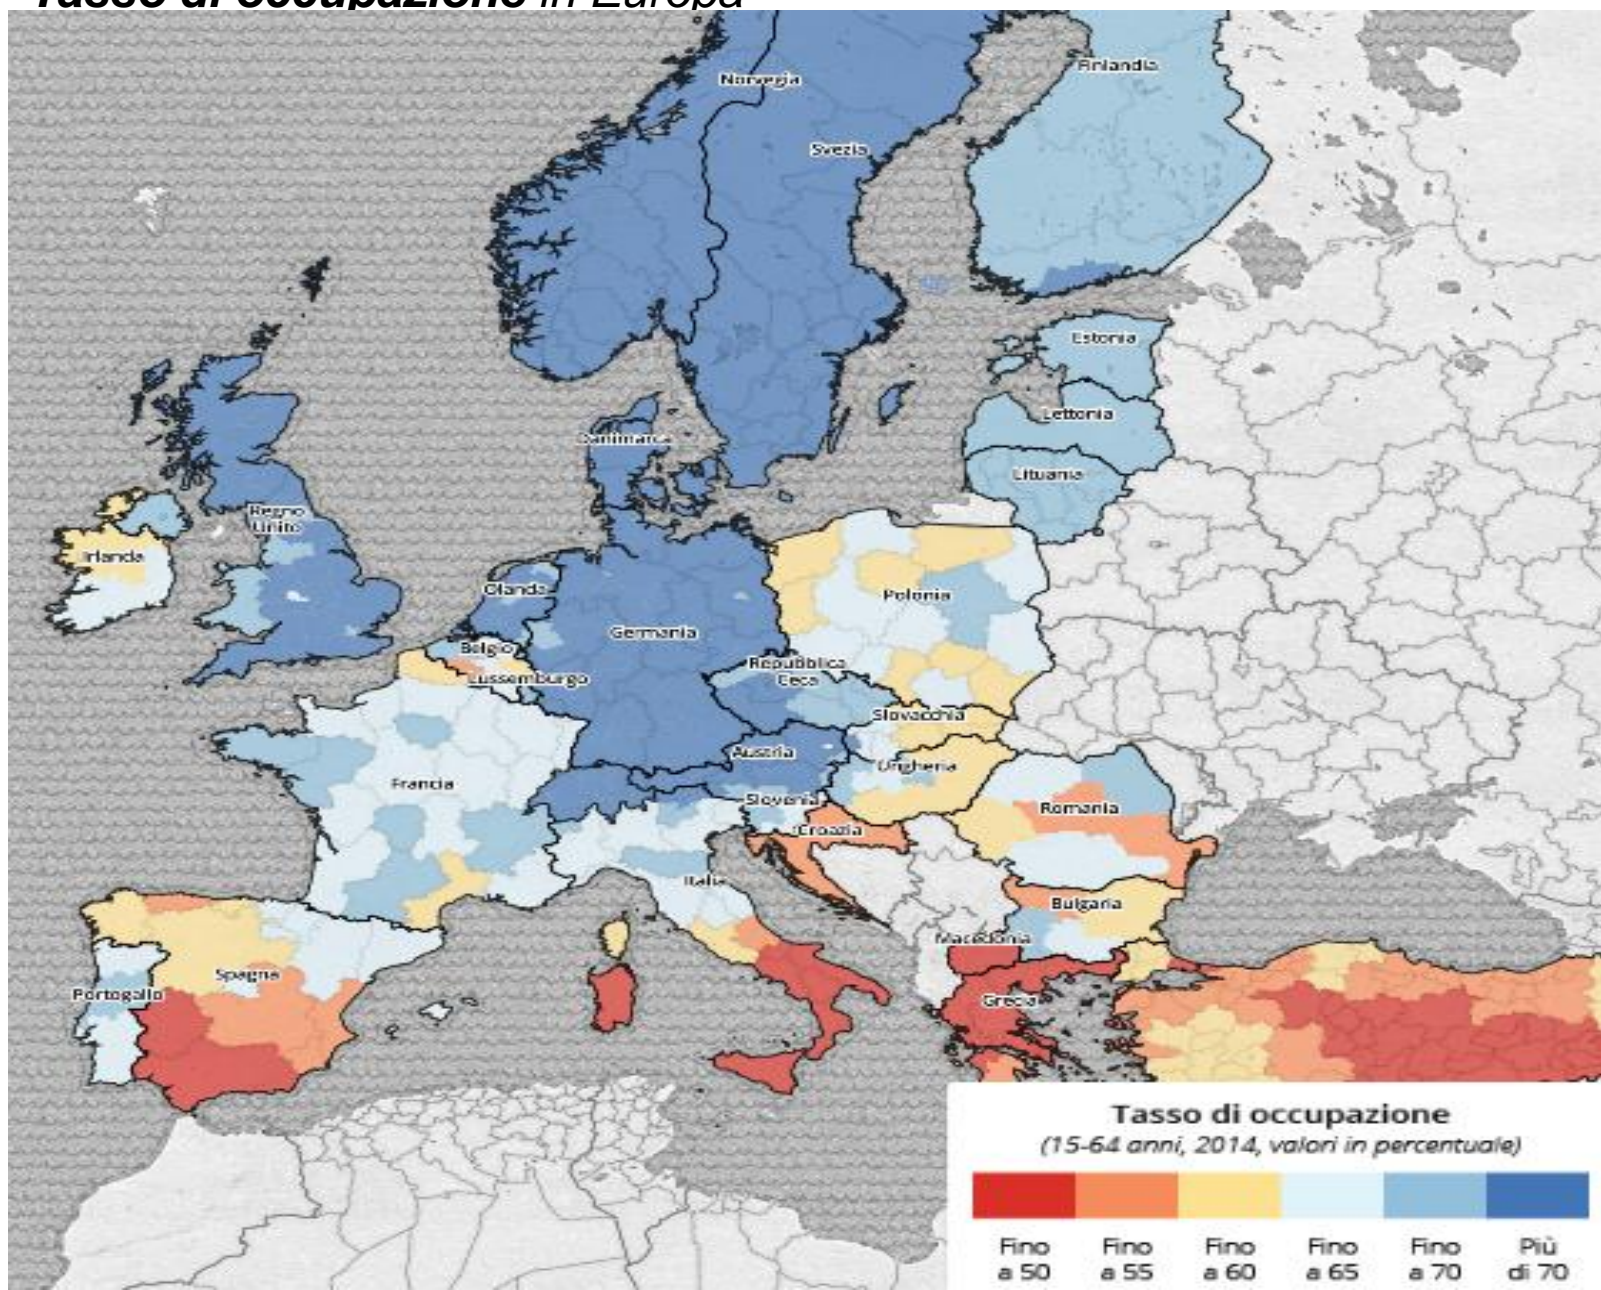 Tasso di occupazione in Europa
Norvegia
Finlandia
Svezia
Estonia
Lettonia
Danimarca
Lituania
Regno
Unito
Irlanda
Olanda
Polonia
Germania
Belgio
Repubblica
Ceca
Lussemburgo
Slovacchia
Austria
Ungheria
Francia
Slovenia
Romania
Croazia
Italia
Bulgaria
Macedonia
Spagna
Portogallo
Grecia
Tasso di occupazione
(15-64 anni, 2014, valori in percentuale)
Fino Fino Fino Fino Fino Più
a 50 a 55 a 60 a 65 a 70 di 70